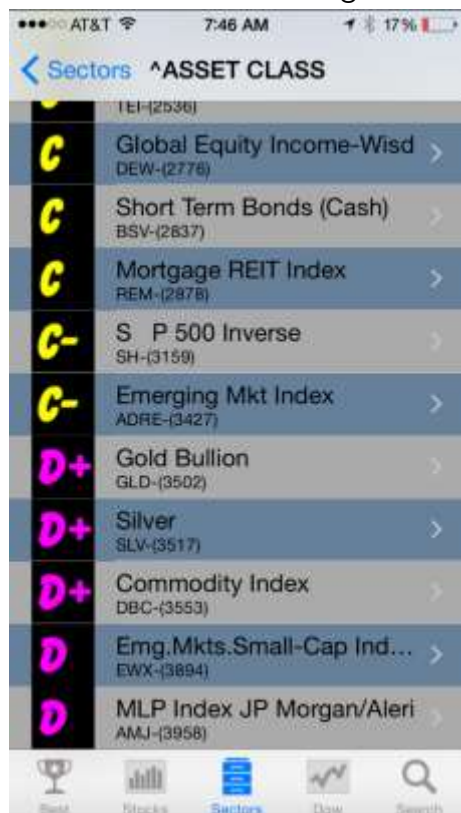 AT&T 7:46 AM 17%
Sectors ^ASSET CLASS
TEI-(2536)
C Global Equity Income-Wisd
DEW-(2776)
C Short Term Bonds (Cash)
BSV-(2837)
C Mortgage REIT Index
REM-(2878)
C- S P 500 Inverse
SH-(3159)
C- Emerging Mkt Index
ADRE-(3427)
D+ Gold Bullion
GLD-(3502)
D+ Silver
SLV-(3517)
D+ Commodity Index
DBC-(3553)
D Emg.Mkts.Small-Cap Ind...
EWX-(3894)
D MLP Index JP Morgan/Aleri
AMJ-(3958)
Best Stocks Sectors Dow Search